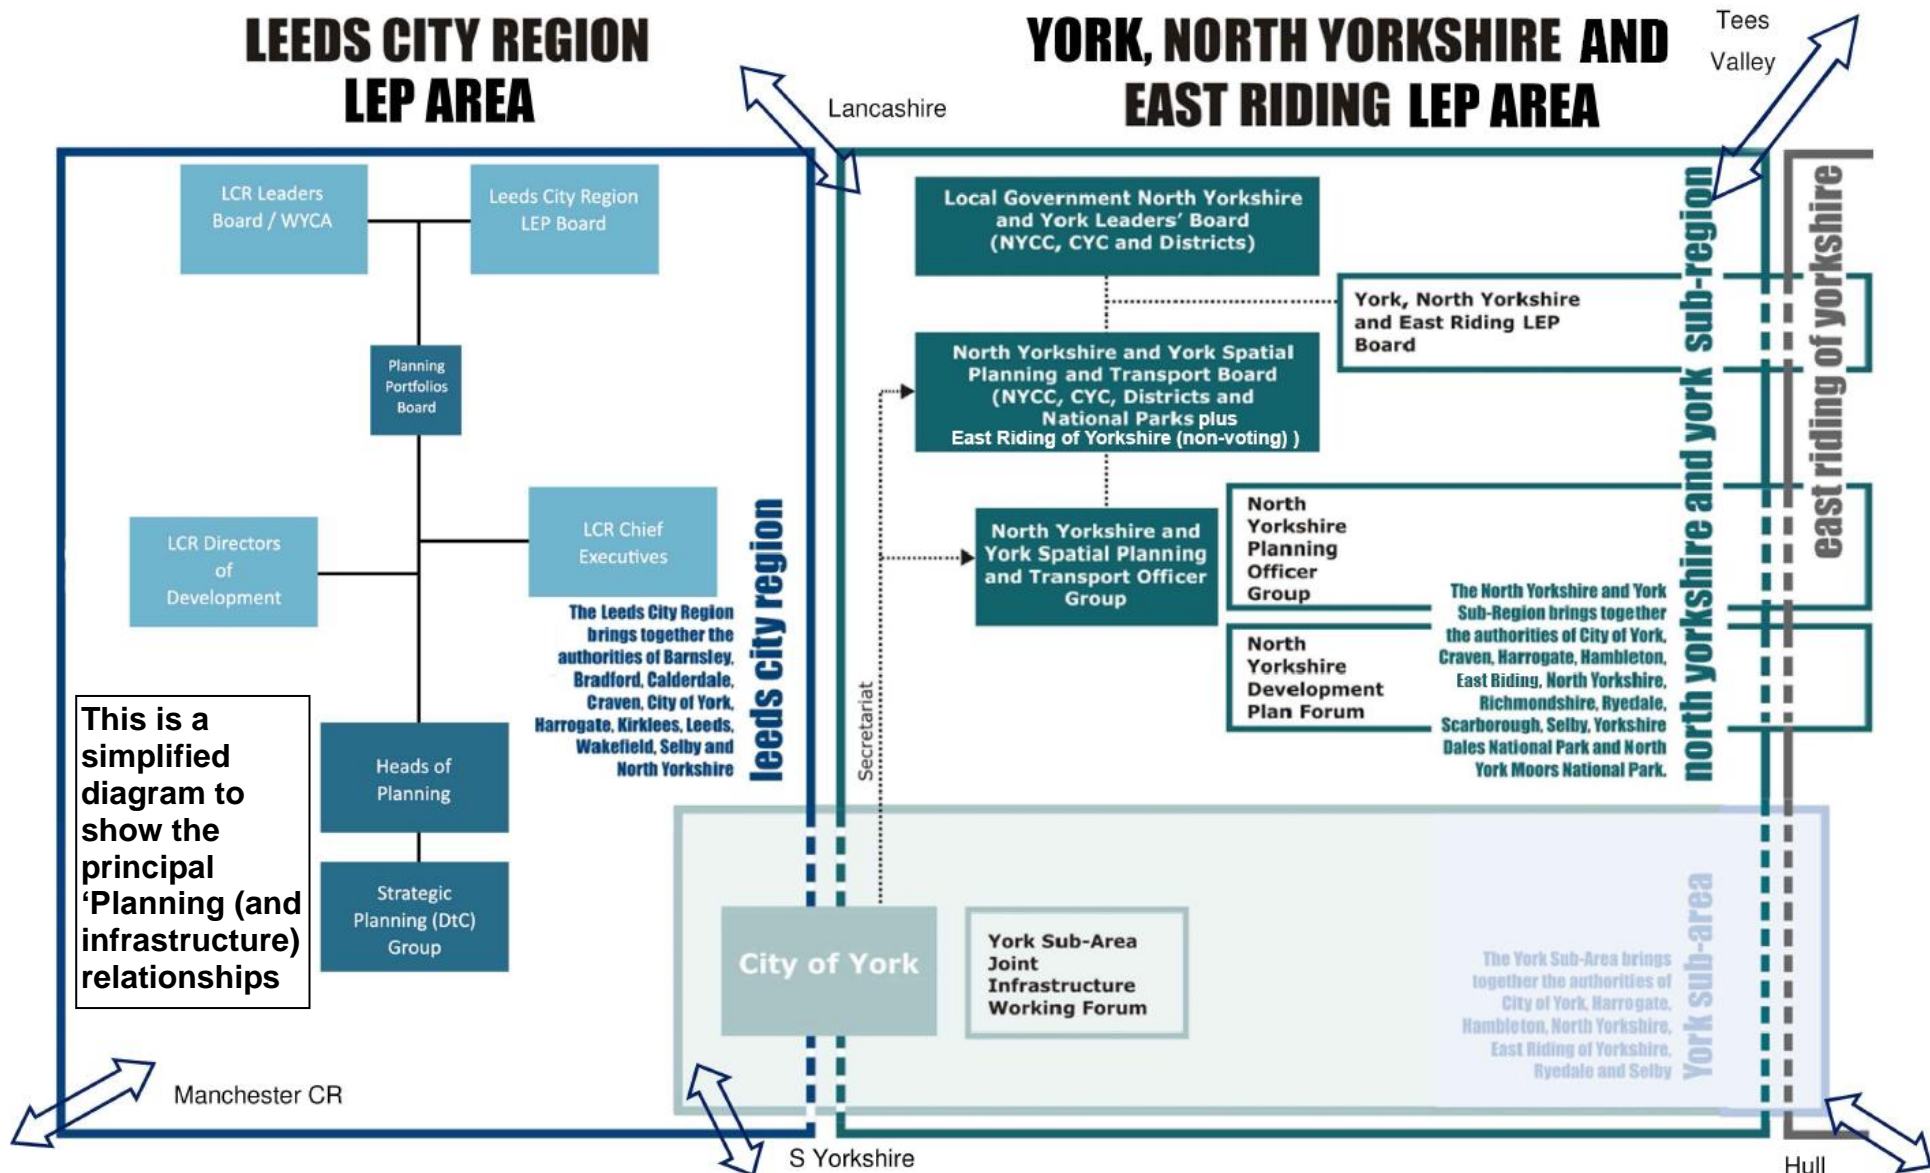 LEEDS CITY REGION
LEP AREA
YORK, NORTH YORKSHIRE AND
EAST RIDING LEP AREA
Tees
Valley
Lancashire
LCR Leaders
Board / WYCA
Leeds City Region
LEP Board
Planning
Portfolios
Board
LCR Directors
of
Development
LCR Chief
Executives
The Leeds City Region
brings together the
authorities of Barnsley,
Bradford, Calderdale,
Craven, City of York,
Harrogate, Kirklees, Leeds,
Wakefield, Selby and
North Yorkshire
leeds city region
This is a
simplified
diagram to
show the
principal
‘Planning (and
infrastructure)
relationships
Heads of
Planning
Strategic
Planning (DtC)
Group
Local Government North Yorkshire
and York Leaders’ Board
(NYCC, CYC and Districts)
York, North Yorkshire
and East Riding LEP
Board
North Yorkshire and York Spatial
Planning and Transport Board
(NYCC, CYC, Districts and
National Parks plus
East Riding of Yorkshire (non-voting) )
North Yorkshire and
York Spatial Planning
and Transport Officer
Group
North
Yorkshire
Planning
Officer
Group
North
Yorkshire
Development
Plan Forum
The North Yorkshire and York
Sub-Region brings together
the authorities of City of York,
Craven, Harrogate, Hambleton,
East Riding, North Yorkshire,
Richmondshire, Ryedale,
Scarborough, Selby, Yorkshire
Dales National Park and North
York Moors National Park.
north yorkshire and york sub-region
east riding of yorkshire
Secretariat
City of York
York Sub-Area
Joint
Infrastructure
Working Forum
The York Sub-Area brings
together the authorities of
City of York, Harrogate,
Hambleton, North Yorkshire,
East Riding of Yorkshire,
Ryedale and Selby
York sub-area
Manchester CR
S Yorkshire
Hull